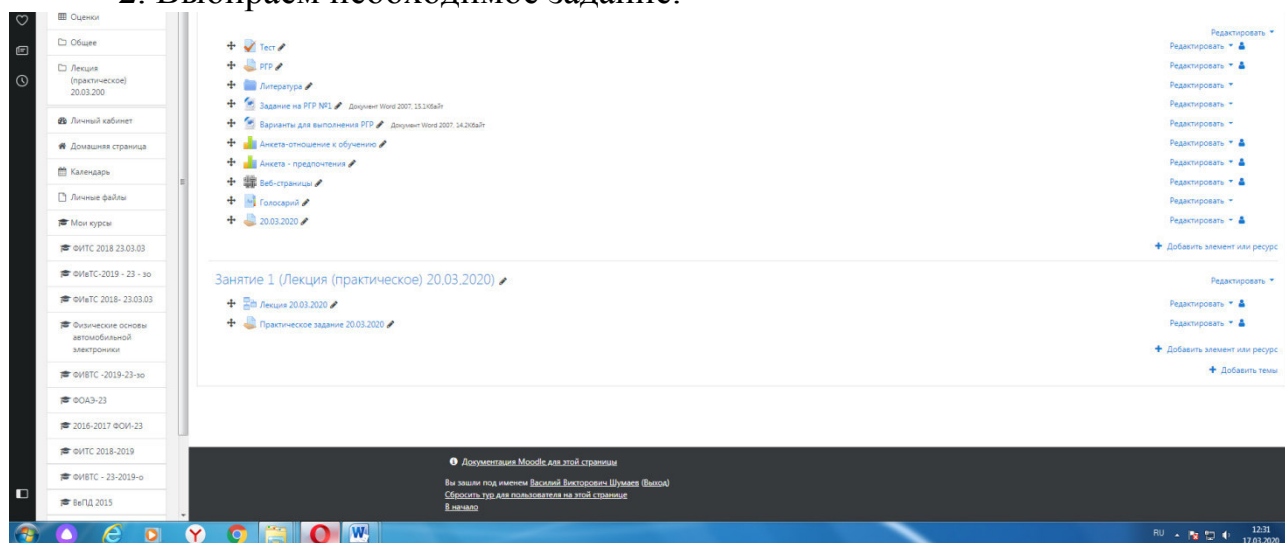 2. Выбираем необходимое задание.
Оценки
Общее
Лекция
(практическое)
20.03.200
Личный кабинет
Домашняя страница
Календарь
Личные файлы
Мои курсы
ФИТС 2018 23.03.03
ФИвТС-2019 - 23 - зо
ФИвТС 2018- 23.03.03
Физические основы
автомобильной
электроники
ФИВТС -2019-23-зо
ФОАЭ-23
2016-2017 ФОИ-23
ФИТС 2018-2019
ФИВТС - 23-2019-о
ВвПД 2015
Редактировать
Тест Редактировать
РГР Редактировать
Литература Редактировать
Задание на РГР №1 Документ Word 2007, 15.1Кбайт Редактировать
Варианты для выполнения РГР Документ Word 2007, 14.2Кбайт Редактировать
Анкета-отношение к обучению Редактировать
Анкета - предпочтения Редактировать
Веб-страницы Редактировать
Голосарий Редактировать
20.03.2020 Редактировать
Добавить элемент или ресурс
Занятие 1 (Лекция (практическое) 20.03.2020) Редактировать
Лекция 20.03.2020 Редактировать
Практическое задание 20.03.2020 Редактировать
Добавить элемент или ресурс
Добавить темы
Документация Moodle для этой страницы
Вы зашли под именем Василий Викторович Шумаев (Выход)
Сбросить тур для пользователя на этой странице
В начало
RU 12:31
17.03.2020